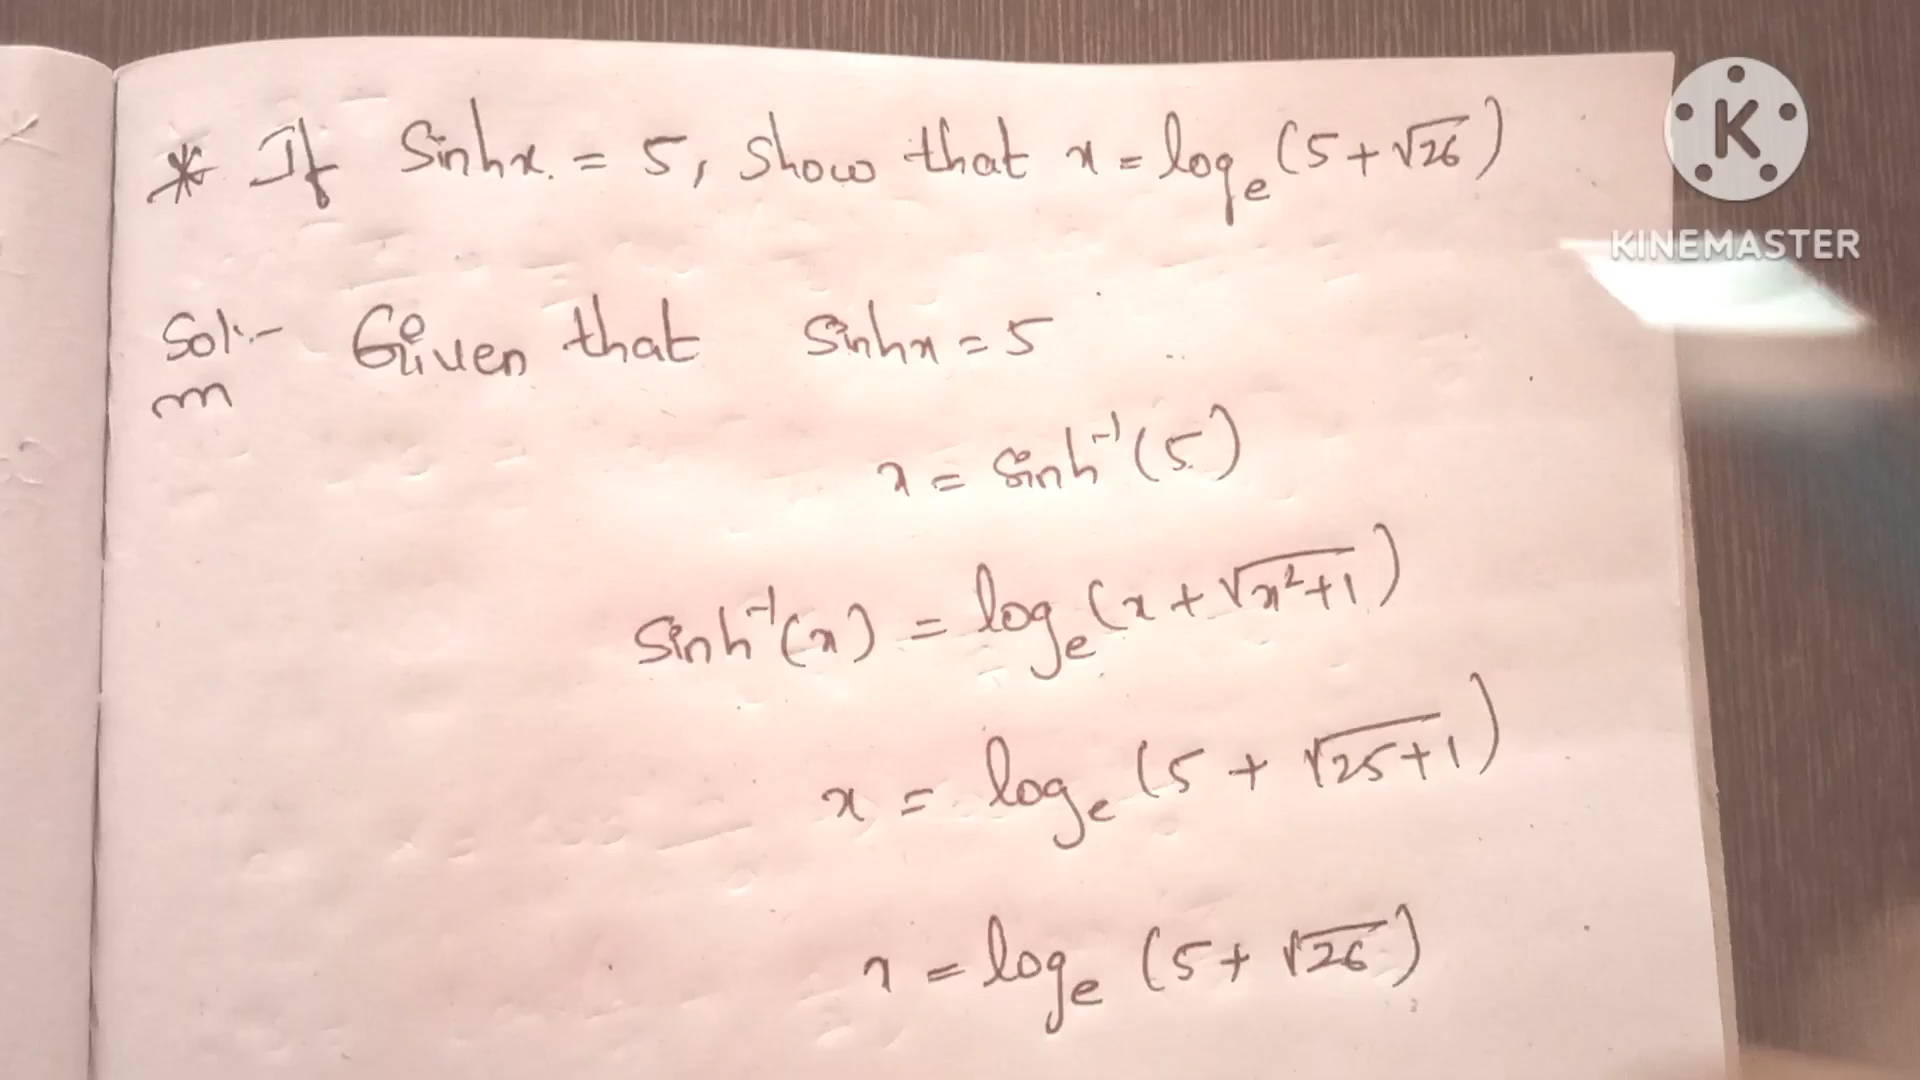 * If Sinhx. = 5, Show that x = logₑ(5+√26)
KINEMASTER
Sol:- Given that Sinhx = 5
x = Sinh⁻¹(5)
Sinh⁻¹(x) = logₑ(x+√x²+1)
x = logₑ(5+√25+1)
x = logₑ(5+√26)